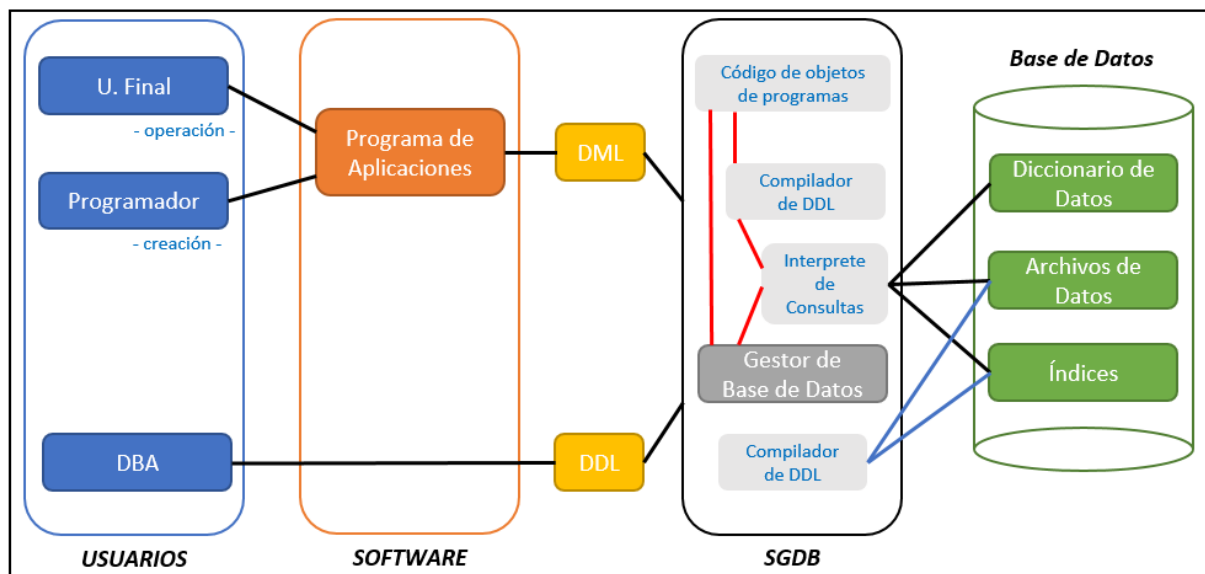 U. Final
- operación -
Programador
- creación -
DBA
USUARIOS
Programa de
Aplicaciones
SOFTWARE
DML
DDL
Código de objetos
de programas
Compilador
de DDL
Interprete
de
Consultas
Gestor de
Base de Datos
Compilador
de DDL
SGDB
Base de Datos
Diccionario de
Datos
Archivos de
Datos
Índices